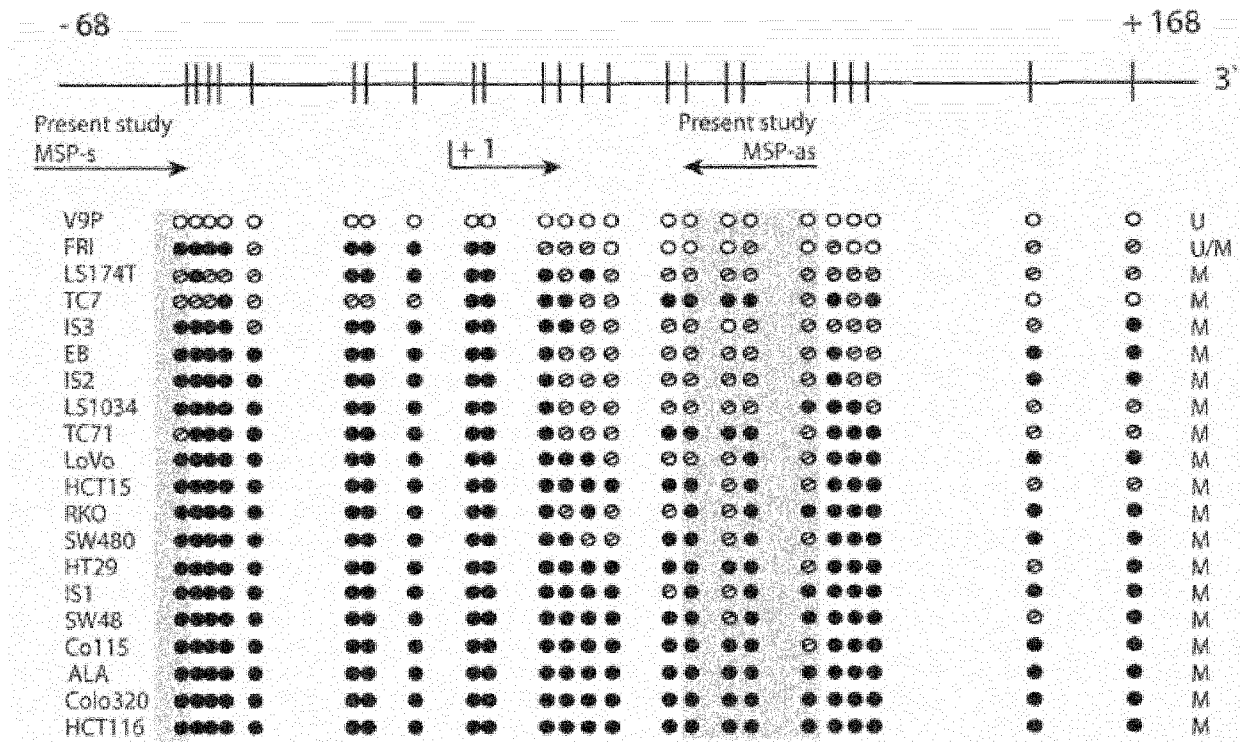 - 68 + 168
3'
Present study Present study
MSP-s + 1 MSP-as
V9P U
FRI U/M
LS174T M
TC7 M
IS3 M
EB M
IS2 M
LS1034 M
TC71 M
LoVo M
HCT15 M
RKO M
SW480 M
HT29 M
IS1 M
SW48 M
Co115 M
ALA M
Colo320 M
HCT116 M